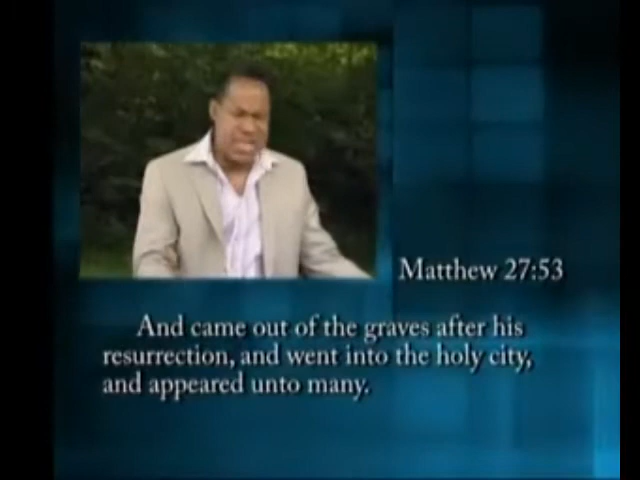 Matthew 27:53
And came out of the graves after his
resurrection, and went into the holy city,
and appeared unto many.